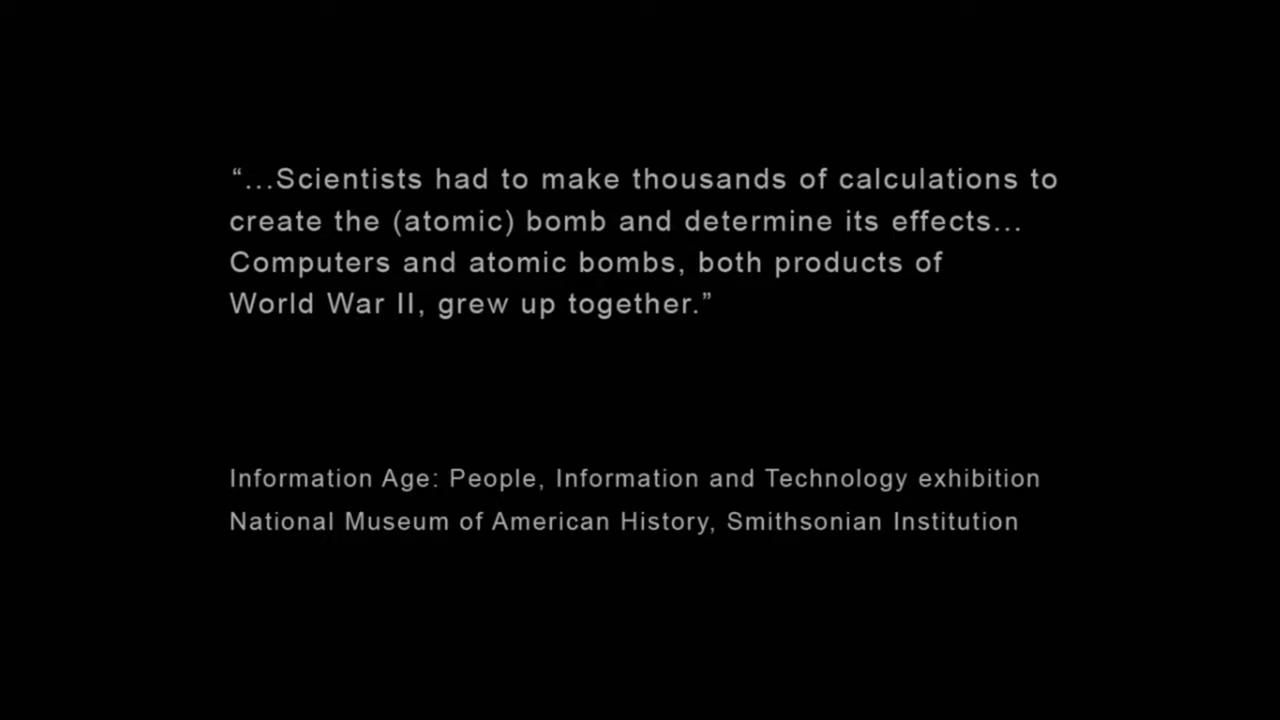 “...Scientists had to make thousands of calculations to
create the (atomic) bomb and determine its effects...
Computers and atomic bombs, both products of
World War II, grew up together.”
Information Age: People, Information and Technology exhibition
National Museum of American History, Smithsonian Institution